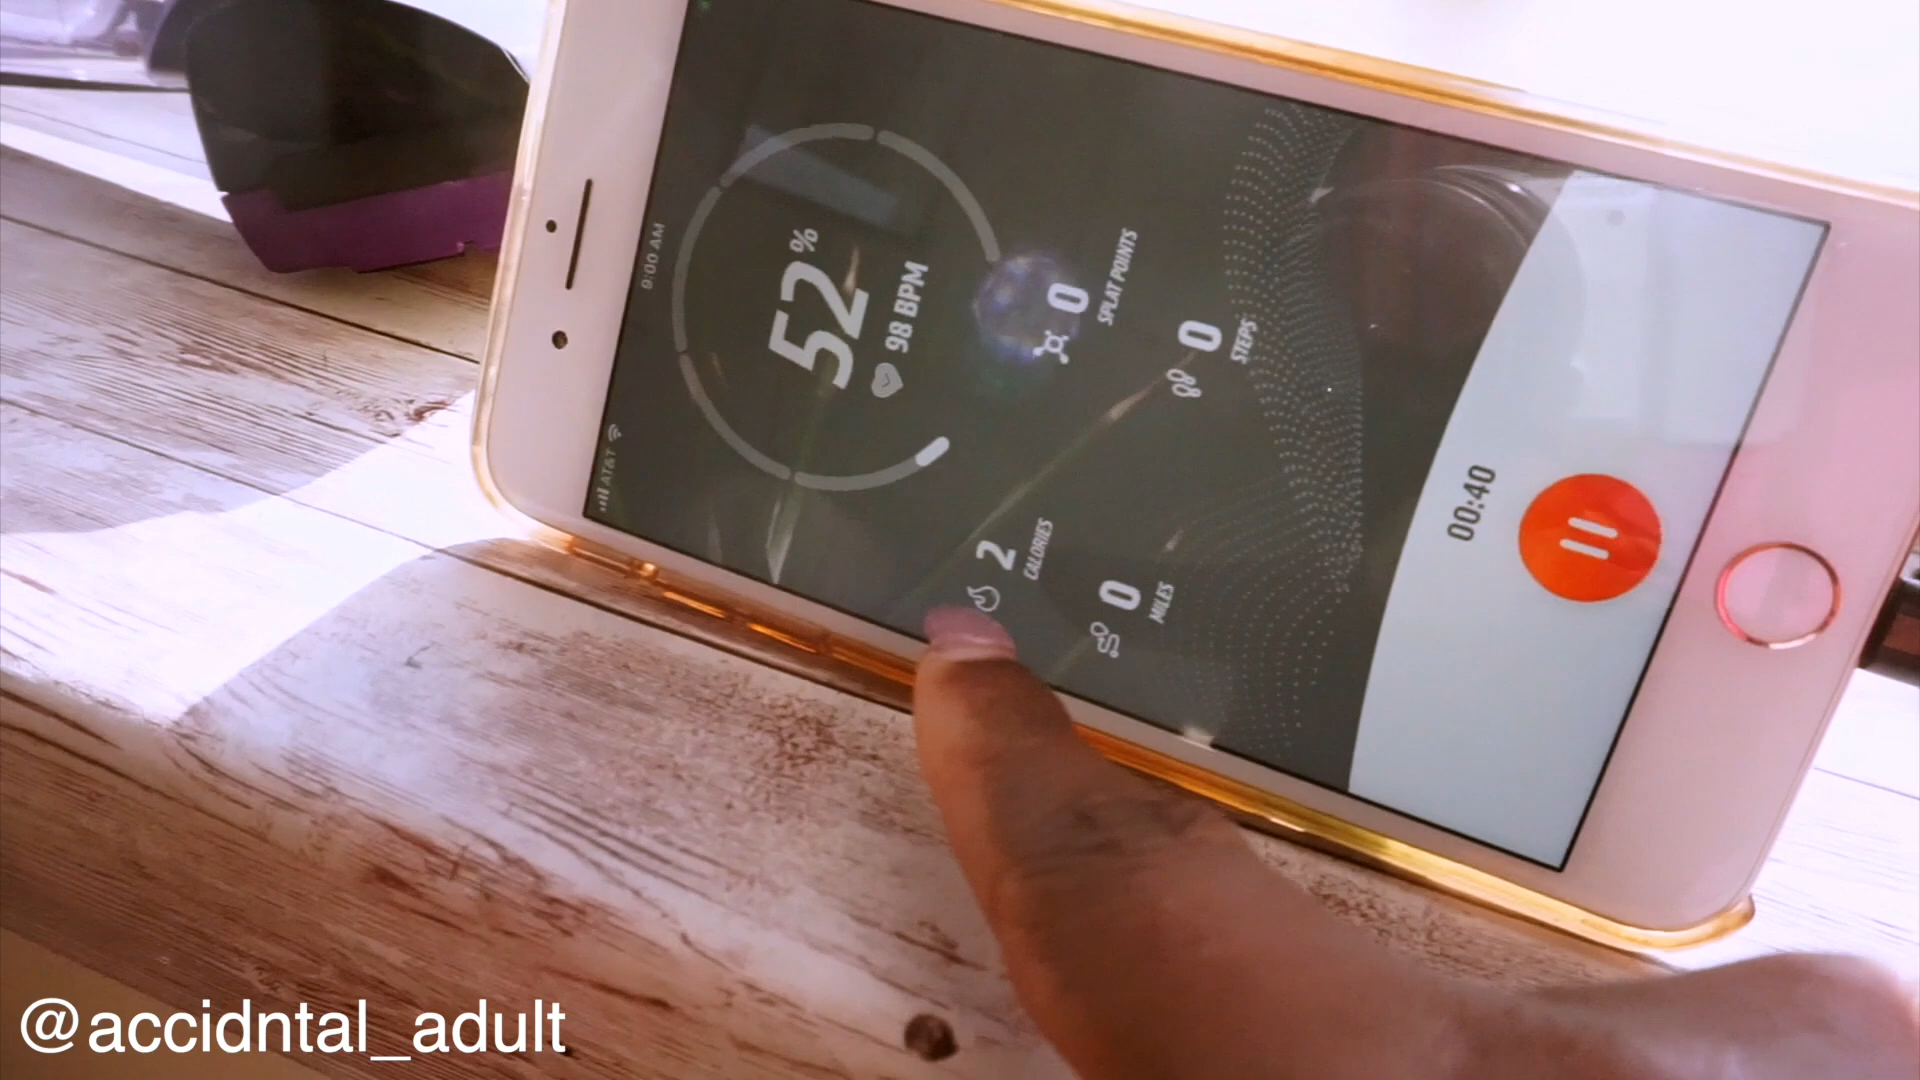 AT&T 9:00 AM
52 %
98 BPM
2 0
CALORIES SPLAT POINTS
0 0
MILES STEPS
00:40
@accidntal_adult